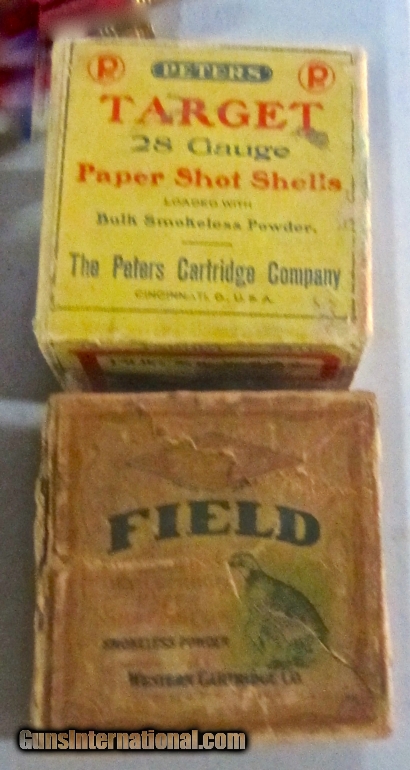 P PETERS P
TARGET
28 Gauge
Paper Shot Shells
LOADED WITH
Bulk Smokeless Powder.
The Peters Cartridge Company
CINCINNATI, O., U.S.A.
FIELD
SMOKELESS POWDER
WESTERN CARTRIDGE CO.
GunsInternational.com